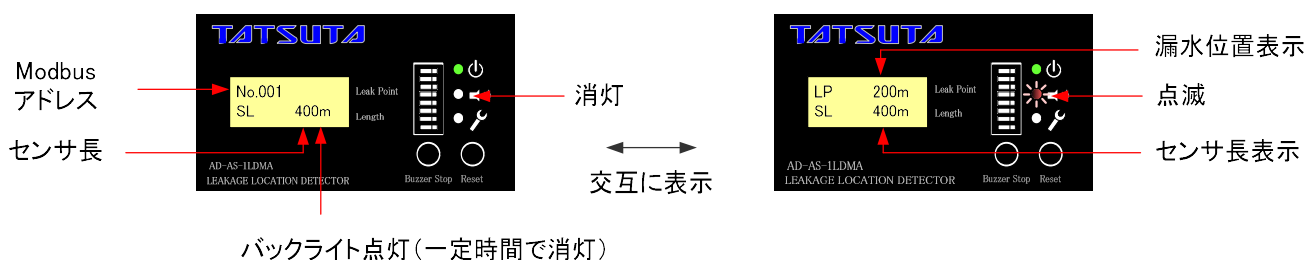 Modbus
アドレス
センサ長
TATSUTA
No.001
SL 400m
Leak Point
Length
AD-AS-1LDMA
LEAKAGE LOCATION DETECTOR
Buzzer Stop Reset
消灯
バックライト点灯(一定時間で消灯)
交互に表示
TATSUTA
LP 200m
SL 400m
Leak Point
Length
AD-AS-1LDMA
LEAKAGE LOCATION DETECTOR
Buzzer Stop Reset
漏水位置表示
点滅
センサ長表示